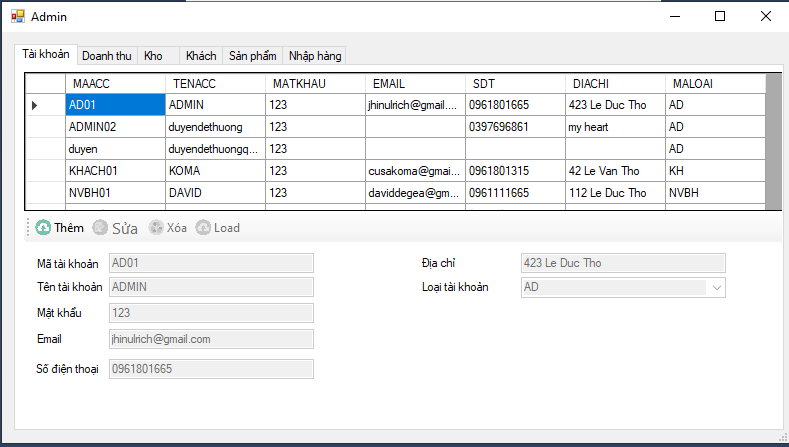 Admin
Tài khoản Doanh thu Kho Khách Sản phẩm Nhập hàng
MAACC TENACC MATKHAU EMAIL SDT DIACHI MALOAI
AD01 ADMIN 123 jhinulrich@gmail.... 0961801665 423 Le Duc Tho AD
ADMIN02 duyendethuong 123 0397696861 my heart AD
duyen duyendethuongq... 123 AD
KHACH01 KOMA 123 cusakoma@gmai... 0961801315 42 Le Van Tho KH
NVBH01 DAVID 123 daviddegea@gm... 0961111665 112 Le Duc Tho NVBH
Thêm Sửa Xóa Load
Mã tài khoản AD01 Địa chỉ 423 Le Duc Tho
Tên tài khoản ADMIN Loại tài khoản AD
Mật khẩu 123
Email jhinulrich@gmail.com
Số điện thoại 0961801665